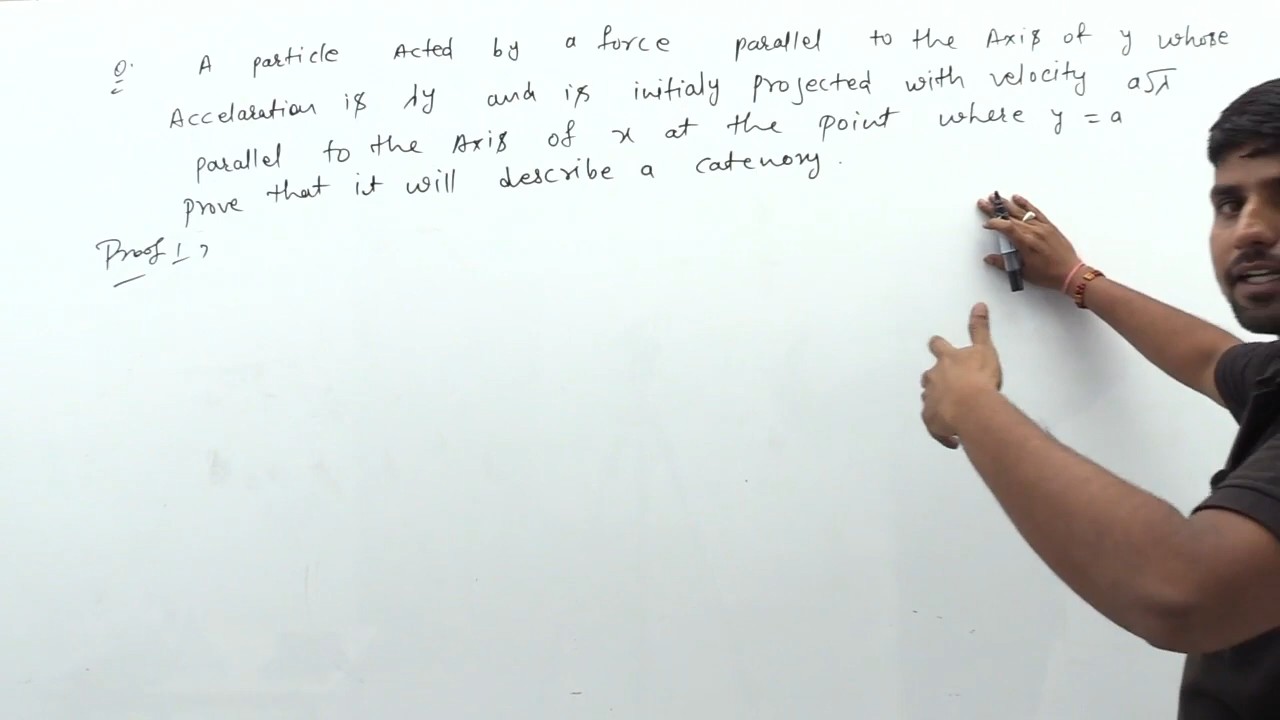 Q. A particle Acted by a force parallel to the Axis of y whose
Accelaration is λy and is initialy projected with velocity a√λ
parallel to the Axis of x at the point where y = a
prove that it will describe a catenory.
Proof :-